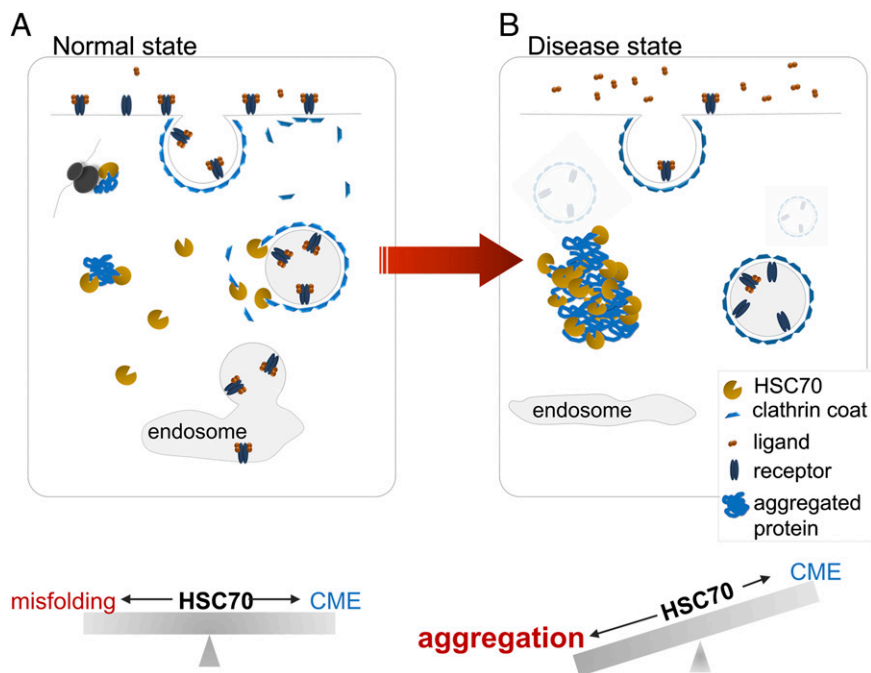 A
Normal state
endosome
misfolding
HSC70
CME
B
Disease state
endosome
HSC70
clathrin coat
ligand
receptor
aggregated
protein
aggregation
HSC70
CME